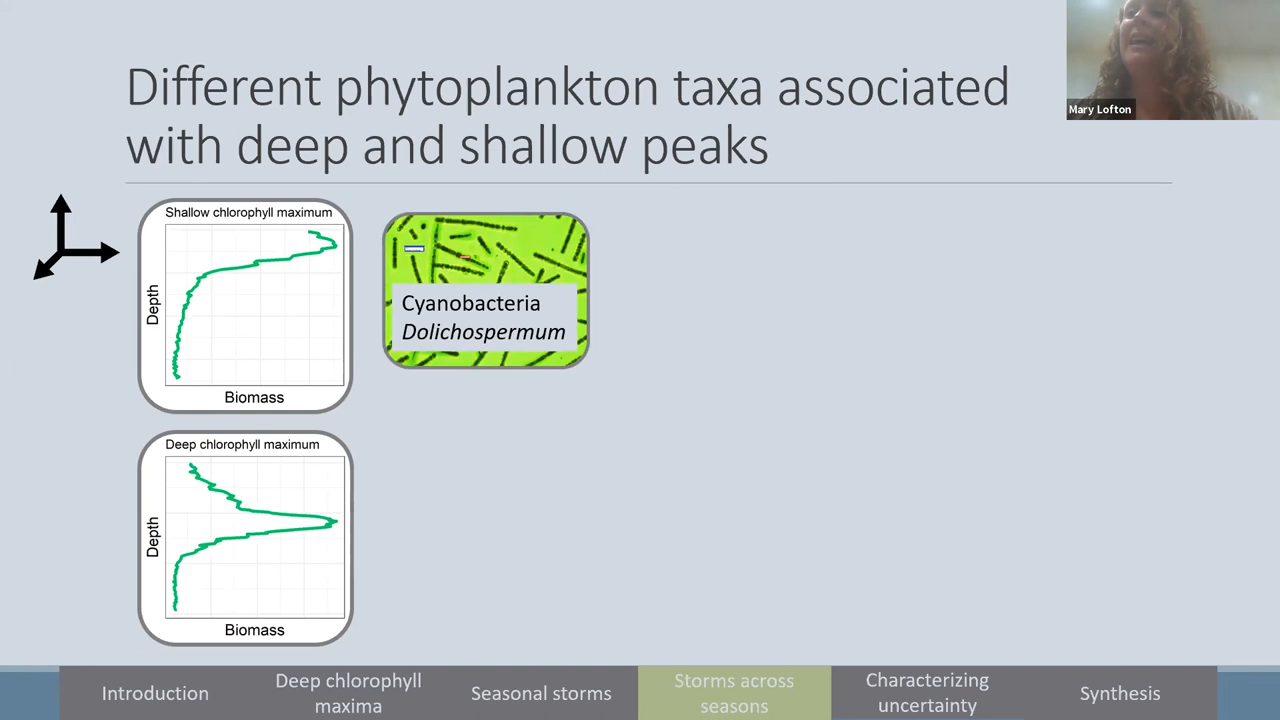 Different phytoplankton taxa associated
with deep and shallow peaks
Mary Lofton
Shallow chlorophyll maximum
Depth
Biomass
Cyanobacteria
Dolichospermum
Deep chlorophyll maximum
Depth
Biomass
Introduction
Deep chlorophyll
maxima
Seasonal storms
Storms across
seasons
Characterizing
uncertainty
Synthesis